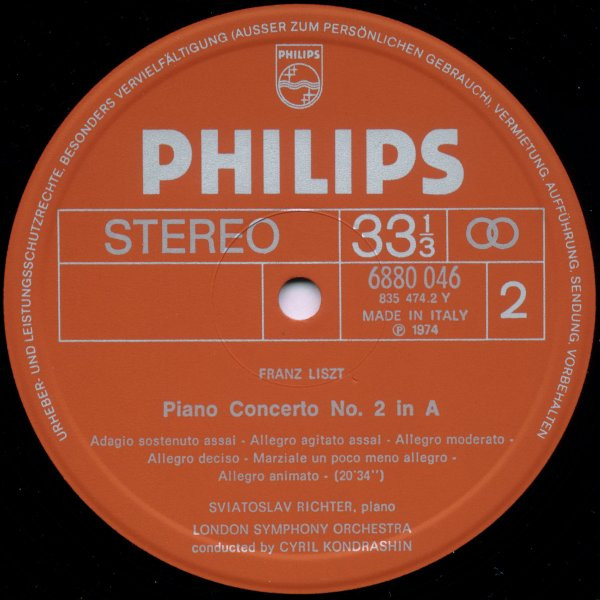 URHEBER- UND LEISTUNGSSCHUTZRECHTE, BESONDERS VERVIELFÄLTIGUNG (AUSSER ZUM PERSÖNLICHEN GEBRAUCH), VERMIETUNG, AUFFÜHRUNG, SENDUNG, VORBEHALTEN
PHILIPS
PHILIPS
STEREO 33 1/3
6880 046
835 474.2 Y
MADE IN ITALY
℗ 1974
2
FRANZ LISZT
Piano Concerto No. 2 in A
Adagio sostenuto assai - Allegro agitato assai - Allegro moderato -
Allegro deciso - Marziale un poco meno allegro -
Allegro animato - (20'34")
SVIATOSLAV RICHTER, piano
LONDON SYMPHONY ORCHESTRA
conducted by CYRIL KONDRASHIN